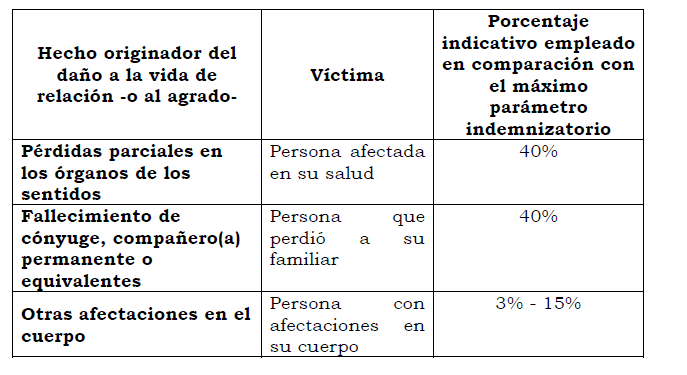 Hecho originador del
daño a la vida de
relación -o al agrado-
Víctima
Porcentaje
indicativo empleado
en comparación con
el máximo
parámetro
indemnizatorio
Pérdidas parciales en
los órganos de los
sentidos
Persona afectada
en su salud
40%
Fallecimiento de
cónyuge, compañero(a)
permanente o
equivalentes
Persona que
perdió a su
familiar
40%
Otras afectaciones en el
cuerpo
Persona con
afectaciones en
su cuerpo
3% - 15%